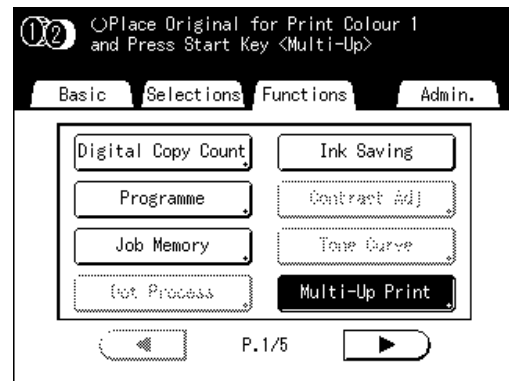 ①② ○Place Original for Print Colour 1
and Press Start Key <Multi-Up>
Basic Selections Functions Admin.
Digital Copy Count Ink Saving
Programme Contrast Adj
Job Memory Tone Curve
Dot Process Multi-Up Print
◀ P.1/5 ▶